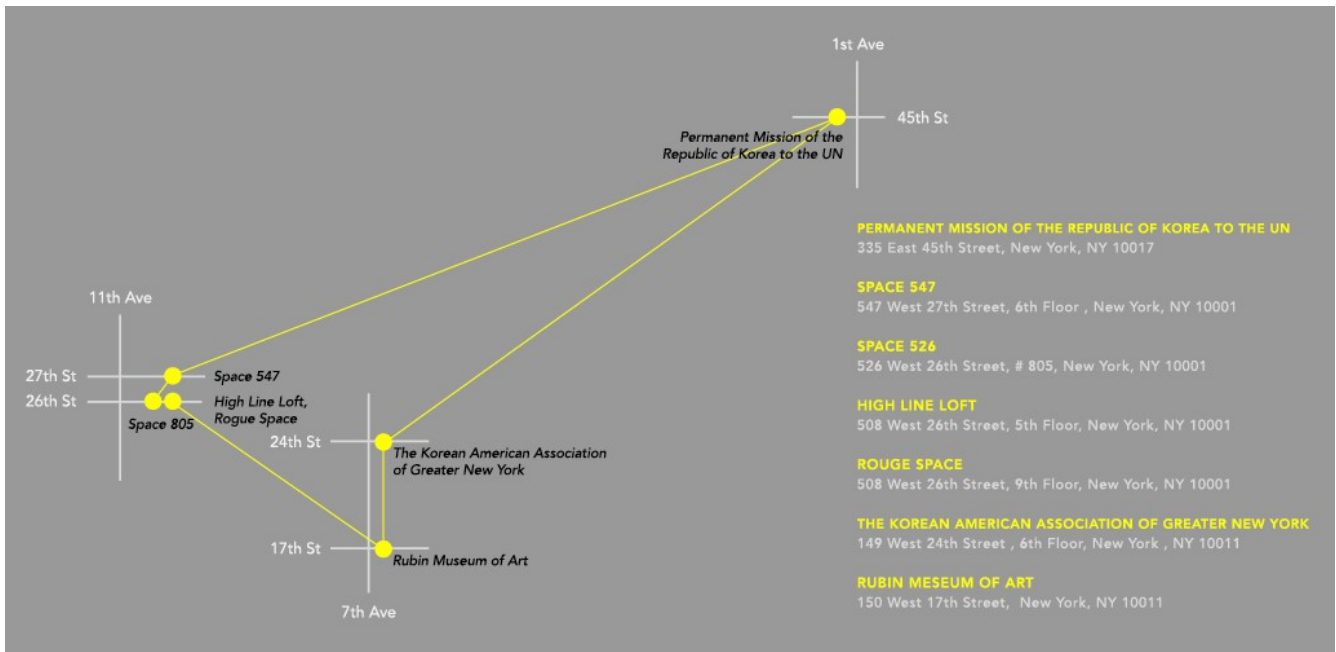 1st Ave
45th St
Permanent Mission of the
Republic of Korea to the UN
11th Ave
27th St
Space 547
26th St
High Line Loft,
Rogue Space
Space 805
24th St
The Korean American Association
of Greater New York
17th St
Rubin Museum of Art
7th Ave
PERMANENT MISSION OF THE REPUBLIC OF KOREA TO THE UN
335 East 45th Street, New York, NY 10017
SPACE 547
547 West 27th Street, 6th Floor , New York, NY 10001
SPACE 526
526 West 26th Street, # 805, New York, NY 10001
HIGH LINE LOFT
508 West 26th Street, 5th Floor, New York, NY 10001
ROUGE SPACE
508 West 26th Street, 9th Floor, New York, NY 10001
THE KOREAN AMERICAN ASSOCIATION OF GREATER NEW YORK
149 West 24th Street , 6th Floor, New York , NY 10011
RUBIN MESEUM OF ART
150 West 17th Street,  New York, NY 10011